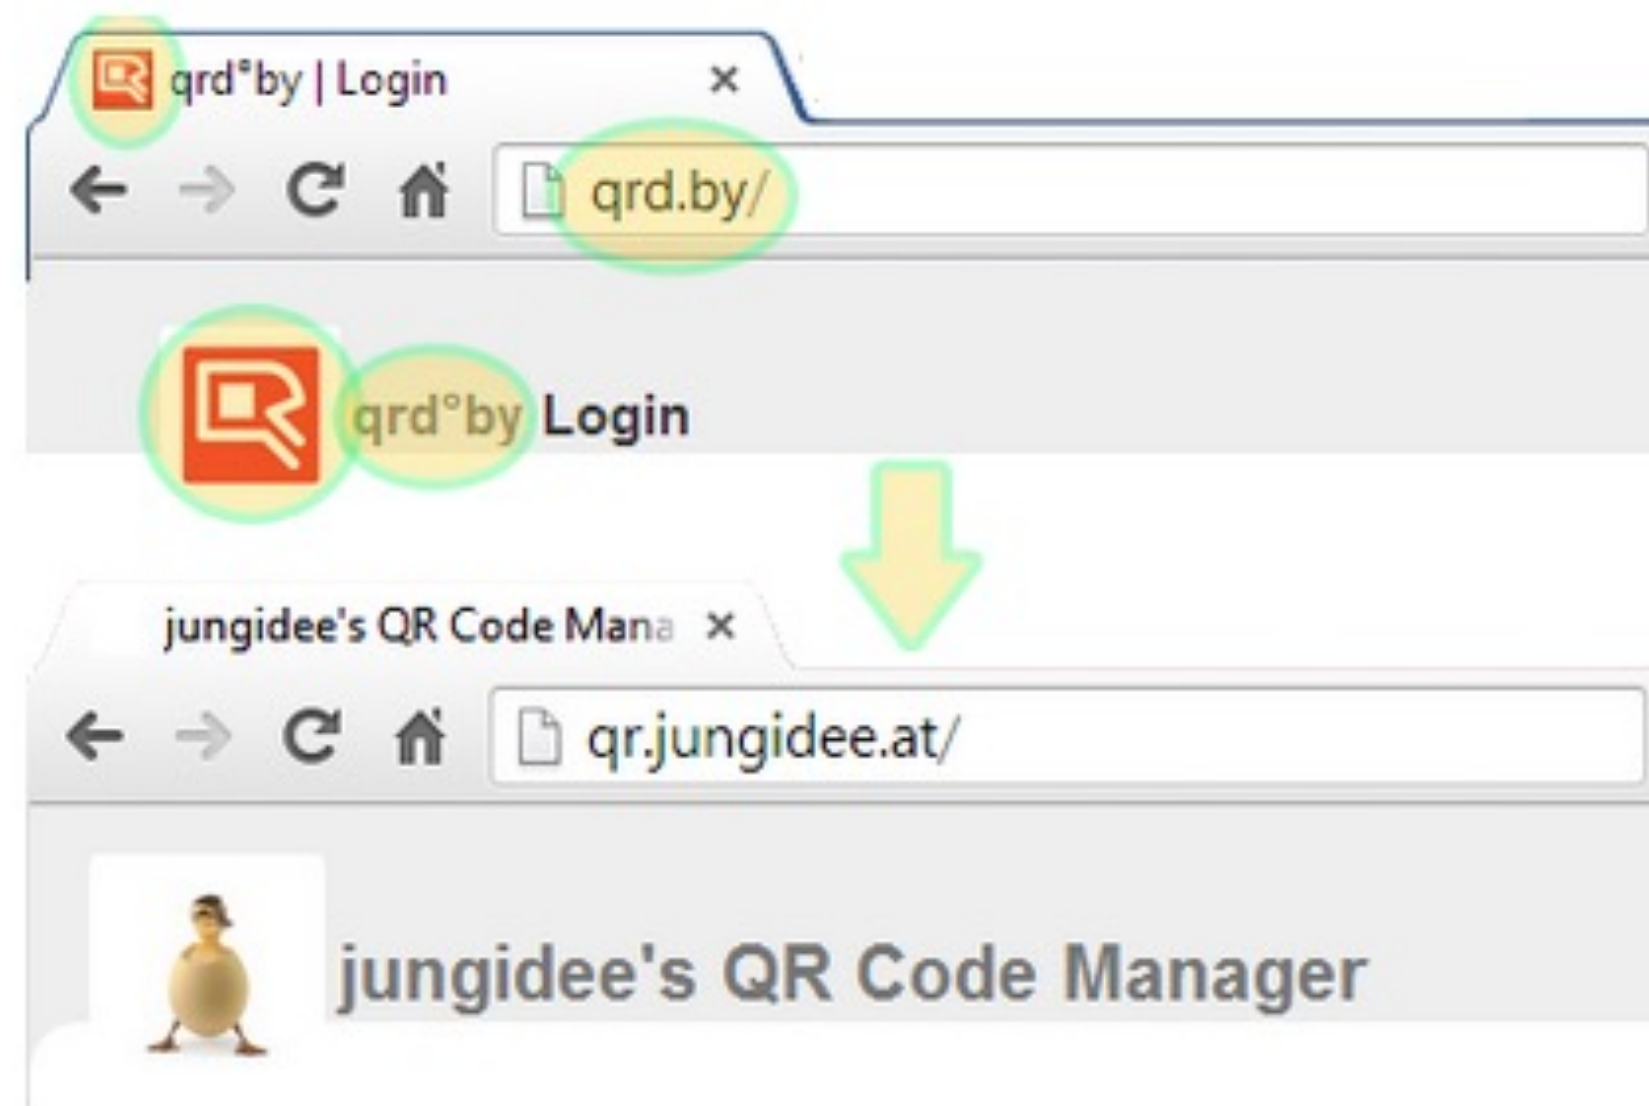 qrd°by | Login
qrd.by/
qrd°by Login
jungidee's QR Code Mana
qr.jungidee.at/
jungidee's QR Code Manager